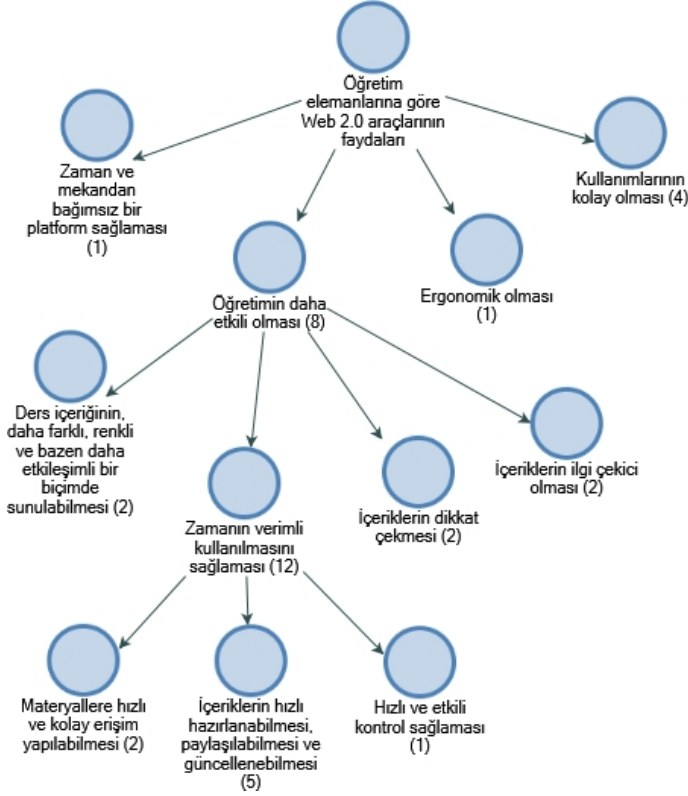 Öğretim
elemanlarına göre
Web 2.0 araçlarının
faydaları
Zaman ve
mekandan
bağımsız bir
platform sağlaması
(1)
Kullanımlarının
kolay olması (4)
Öğretimin daha
etkili olması (8)
Ergonomik olması
(1)
Ders içeriğinin,
daha farklı, renkli
ve bazen daha
etkileşimli bir
biçimde
sunulabilmesi (2)
Zamanın verimli
kullanılmasını
sağlaması (12)
İçeriklerin dikkat
çekmesi (2)
İçeriklerin ilgi çekici
olması (2)
Materyallere hızlı
ve kolay erişim
yapılabilmesi (2)
İçeriklerin hızlı
hazırlanabilmesi,
paylaşılabilmesi ve
güncellenebilmesi
(5)
Hızlı ve etkili
kontrol sağlaması
(1)